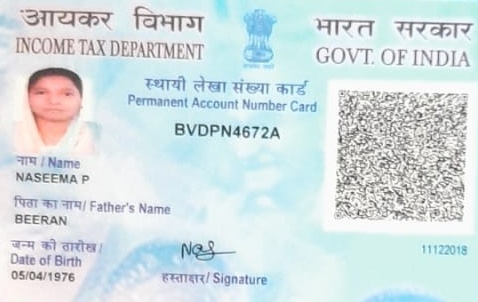 आयकर विभाग
INCOME TAX DEPARTMENT
भारत सरकार
GOVT. OF INDIA
स्थायी लेखा संख्या कार्ड
Permanent Account Number Card
BVDPN4672A
नाम / Name
NASEEMA P
पिता का नाम/ Father's Name
BEERAN
जन्म की तारीख/
Date of Birth
05/04/1976
हस्ताक्षर/ Signature
11122018